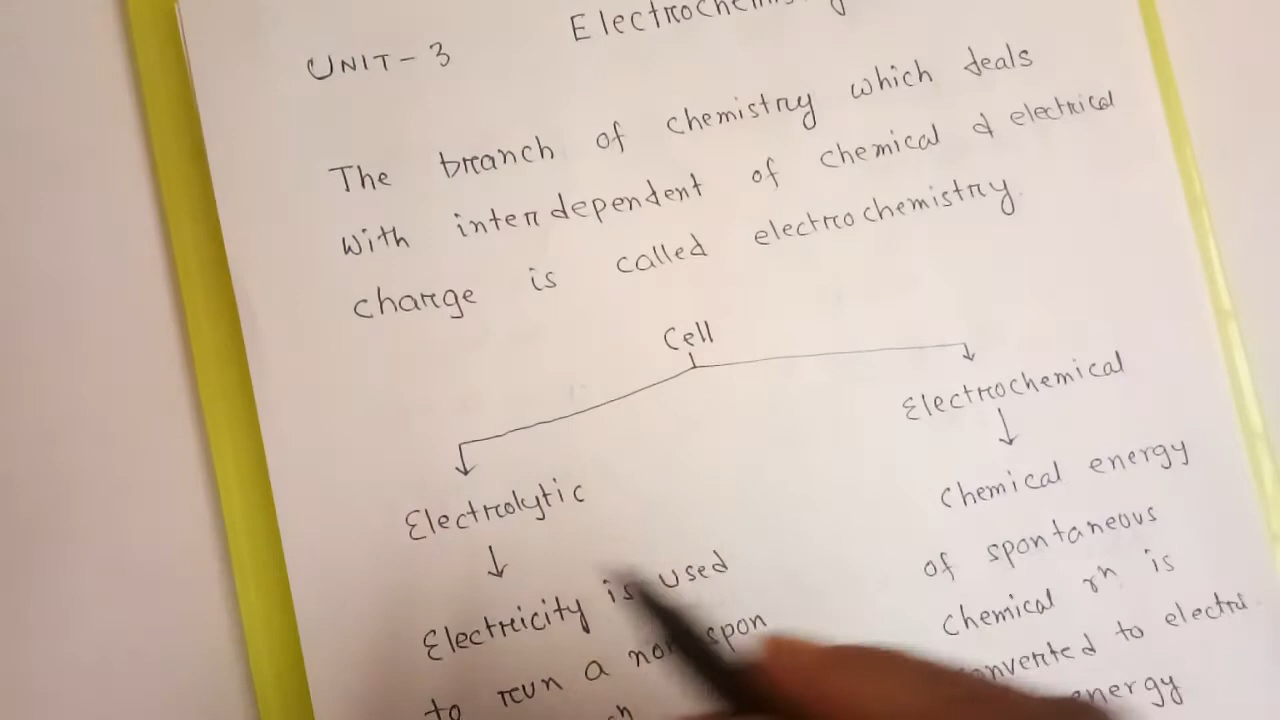 UNIT-3 Electrochemistry
The branch of chemistry which deals
with interdependent of chemical & electrical
charge is called electrochemistry.
Cell
Electrolytic
↓
Electricity is used
to run a non spon
Electrochemical
↓
Chemical energy
of spontaneous
chemical rⁿ is
converted to electri
energy